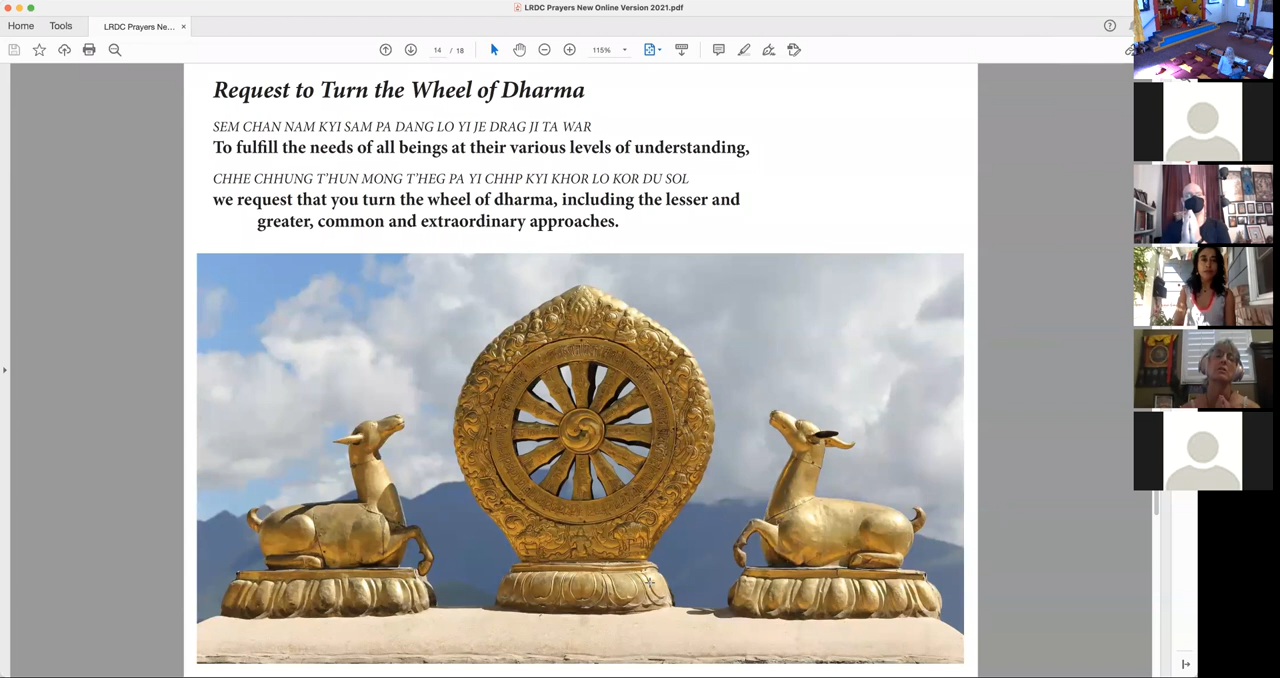 LRDC Prayers New Online Version 2021.pdf
Home
Tools
LRDC Prayers Ne...
14 / 18
115%
Request to Turn the Wheel of Dharma
SEM CHAN NAM KYI SAM PA DANG LO YI JE DRAG JI TA WAR
To fulfill the needs of all beings at their various levels of understanding,
CHHE CHHUNG T'HUN MONG T'HEG PA YI CHHP KYI KHOR LO KOR DU SOL
we request that you turn the wheel of dharma, including the lesser and
greater, common and extraordinary approaches.